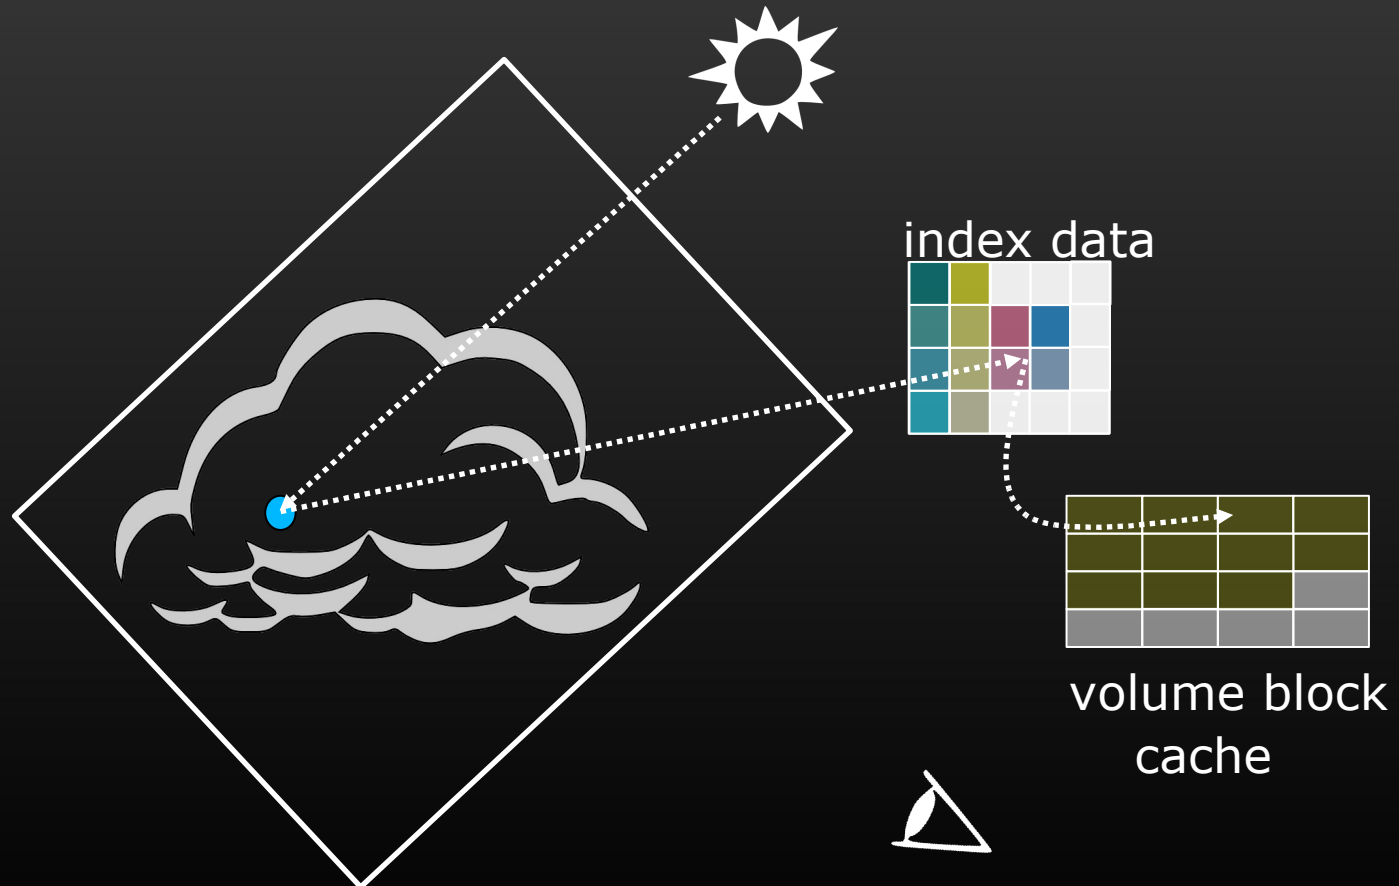 index data
volume block
cache